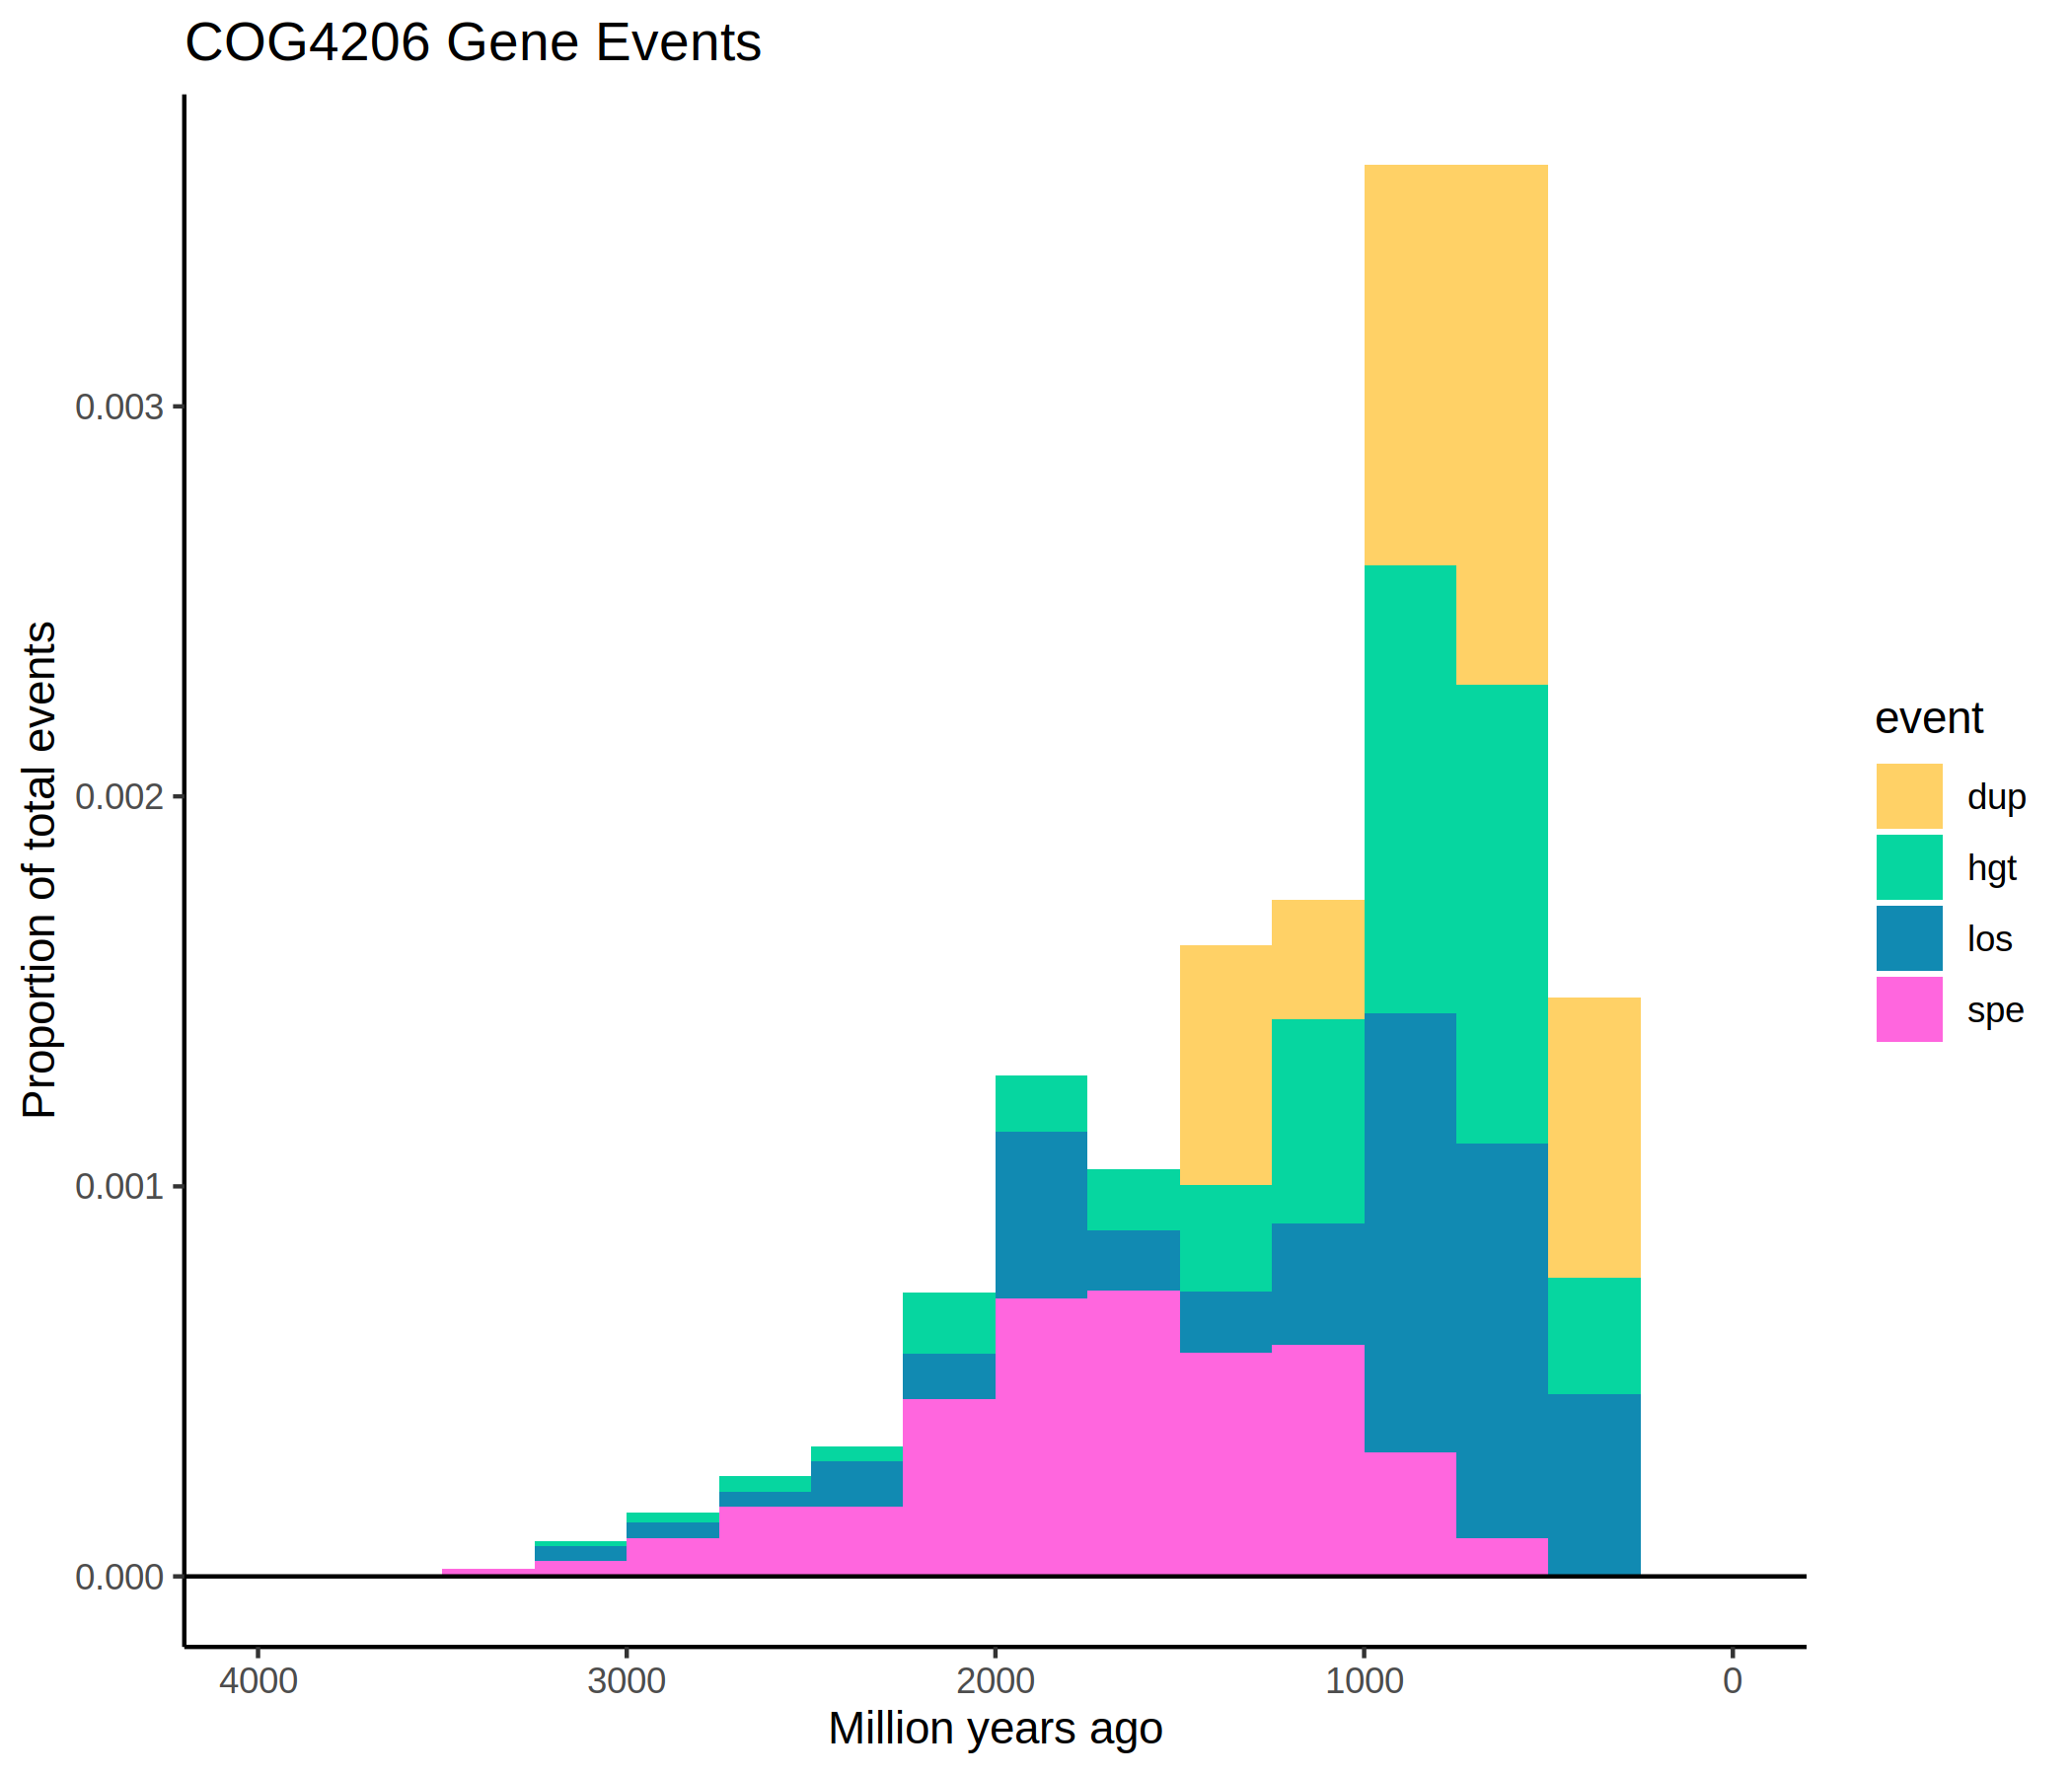 COG4206 Gene Events
Proportion of total events
0.003
0.002
0.001
0.000
4000 3000 2000 1000 0
Million years ago
event
dup
hgt
los
spe